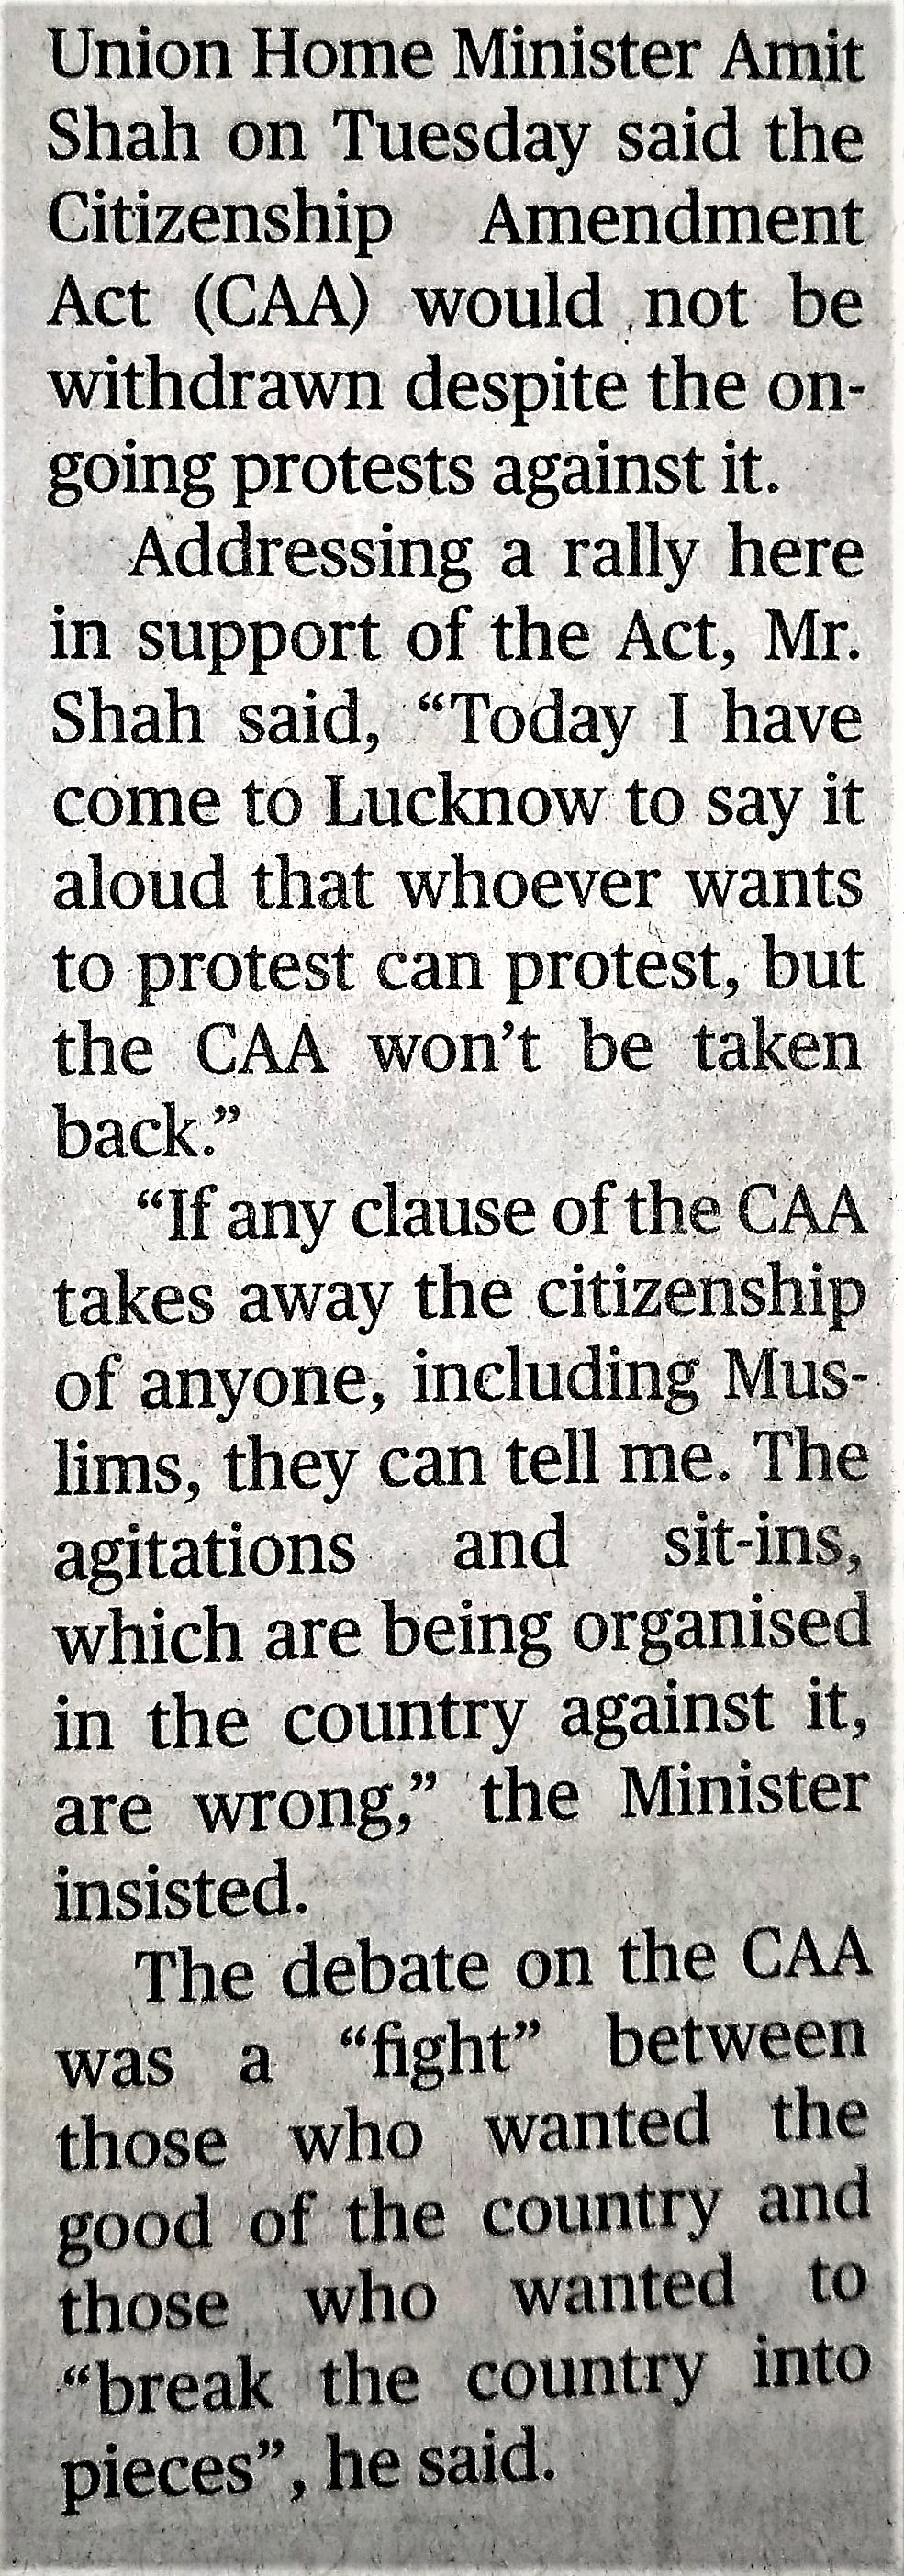 Union Home Minister Amit
Shah on Tuesday said the
Citizenship Amendment
Act (CAA) would not be
withdrawn despite the on-
going protests against it.
Addressing a rally here
in support of the Act, Mr.
Shah said, “Today I have
come to Lucknow to say it
aloud that whoever wants
to protest can protest, but
the CAA won’t be taken
back.”
“If any clause of the CAA
takes away the citizenship
of anyone, including Mus-
lims, they can tell me. The
agitations and sit-ins,
which are being organised
in the country against it,
are wrong,” the Minister
insisted.
The debate on the CAA
was a “fight” between
those who wanted the
good of the country and
those who wanted to
“break the country into
pieces”, he said.